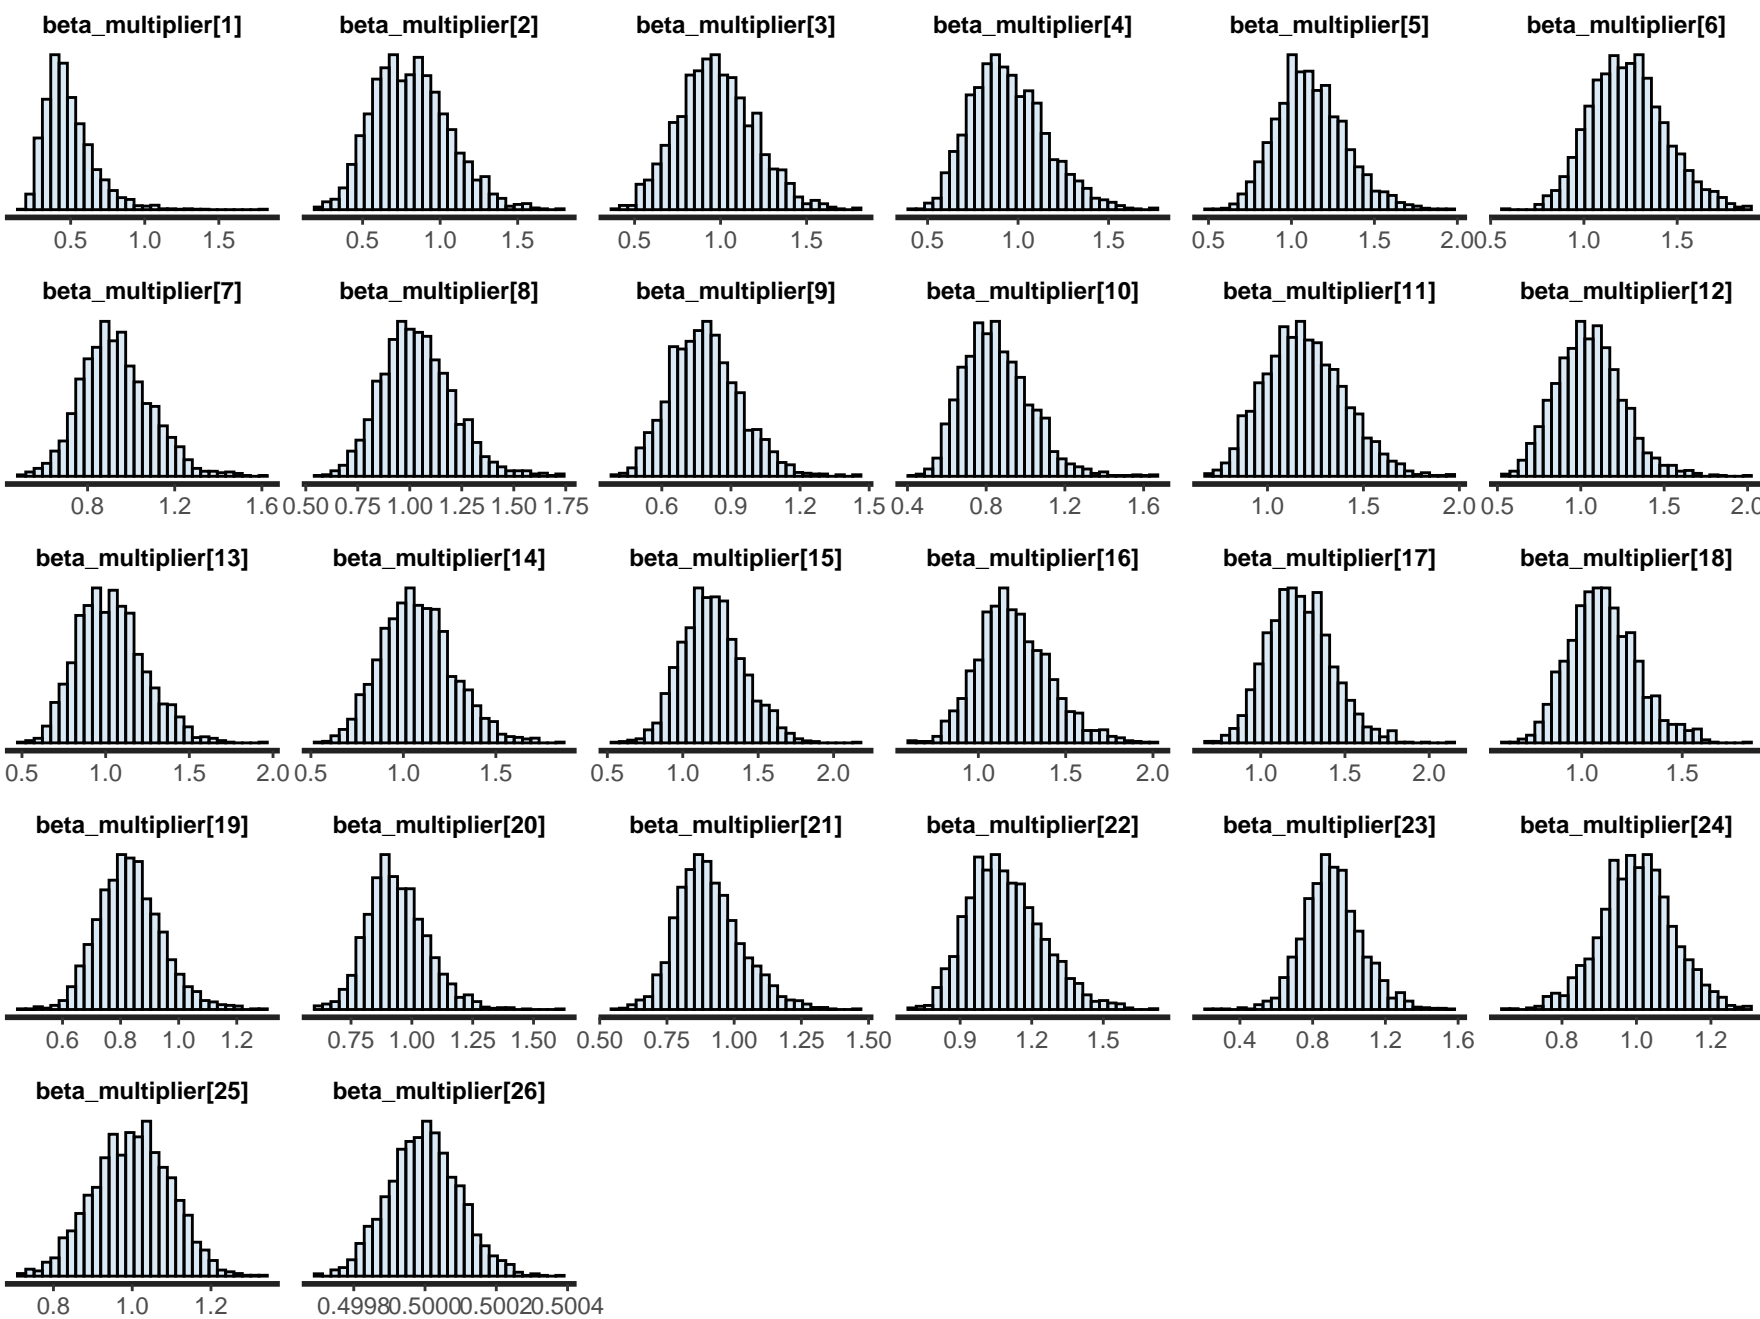 beta_multiplier[1] beta_multiplier[2] beta_multiplier[3] beta_multiplier[4] beta_multiplier[5] beta_multiplier[6]
0.5 1.0 1.5 0.5 1.0 1.5 0.5 1.0 1.5 0.5 1.0 1.5 0.5 1.0 1.5 2.0 0.5 1.0 1.5
beta_multiplier[7] beta_multiplier[8] beta_multiplier[9] beta_multiplier[10] beta_multiplier[11] beta_multiplier[12]
0.8 1.2 1.6 0.50 0.75 1.00 1.25 1.50 1.75 0.6 0.9 1.2 1.5 0.4 0.8 1.2 1.6 1.0 1.5 2.0 0.5 1.0 1.5 2.0
beta_multiplier[13] beta_multiplier[14] beta_multiplier[15] beta_multiplier[16] beta_multiplier[17] beta_multiplier[18]
0.5 1.0 1.5 2.0 0.5 1.0 1.5 0.5 1.0 1.5 2.0 1.0 1.5 2.0 1.0 1.5 2.0 1.0 1.5
beta_multiplier[19] beta_multiplier[20] beta_multiplier[21] beta_multiplier[22] beta_multiplier[23] beta_multiplier[24]
0.6 0.8 1.0 1.2 0.75 1.00 1.25 1.50 0.50 0.75 1.00 1.25 1.50 0.9 1.2 1.5 0.4 0.8 1.2 1.6 0.8 1.0 1.2
beta_multiplier[25] beta_multiplier[26]
0.8 1.0 1.2 0.4998 0.5000 0.5002 0.5004